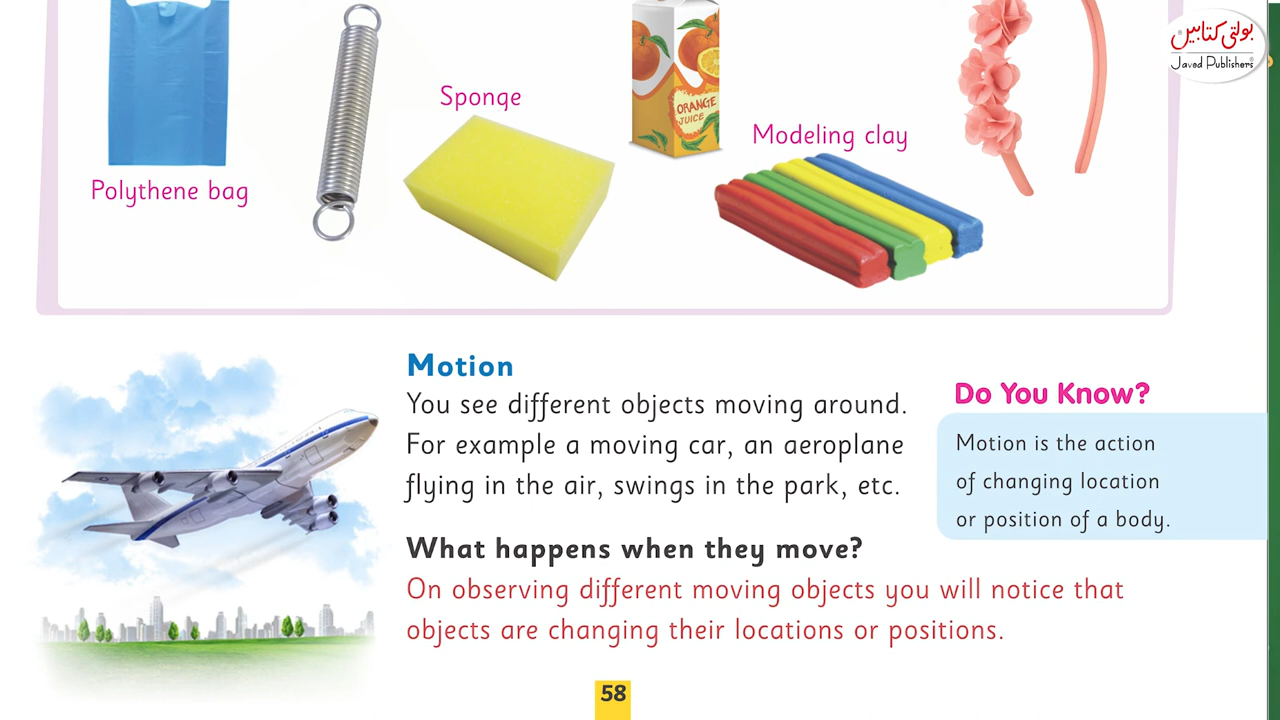 بولتی کتابیں
Javed Publishers
ORANGE
JUICE
Sponge
Modeling clay
Polythene bag
Motion
You see different objects moving around.
For example a moving car, an aeroplane
flying in the air, swings in the park, etc.
Do You Know?
Motion is the action
of changing location
or position of a body.
What happens when they move?
On observing different moving objects you will notice that
objects are changing their locations or positions.
58